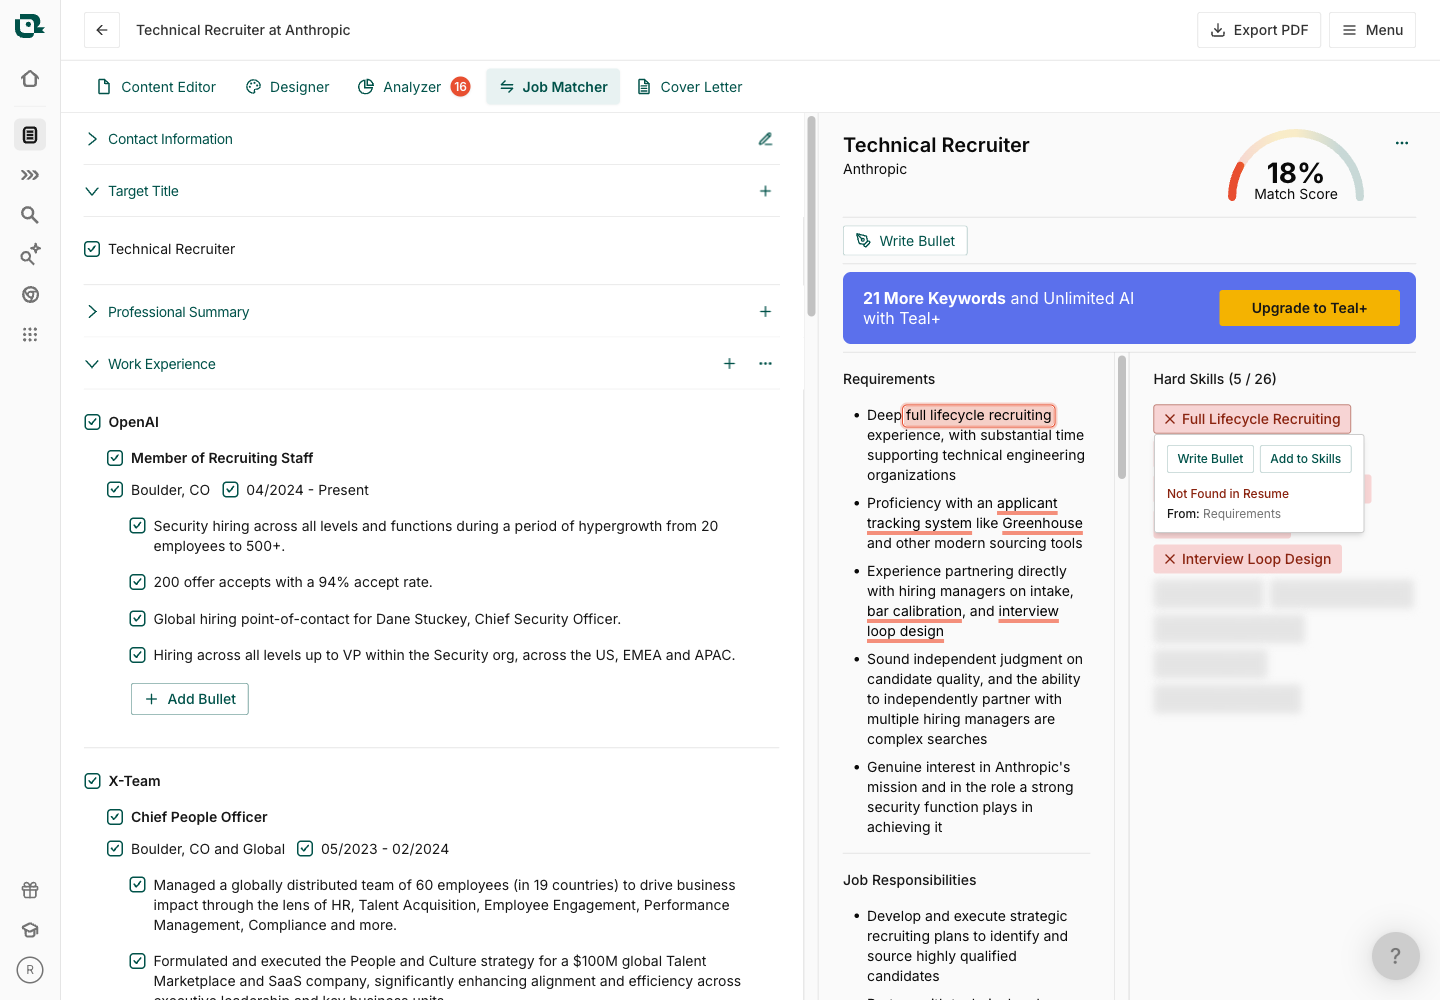 Technical Recruiter at Anthropic
Export PDF
Menu
Content Editor
Designer
Analyzer 16
Job Matcher
Cover Letter
Contact Information
Target Title
Technical Recruiter
Professional Summary
Work Experience
OpenAI
Member of Recruiting Staff
Boulder, CO
04/2024 - Present
Security hiring across all levels and functions during a period of hypergrowth from 20
employees to 500+.
200 offer accepts with a 94% accept rate.
Global hiring point-of-contact for Dane Stuckey, Chief Security Officer.
Hiring across all levels up to VP within the Security org, across the US, EMEA and APAC.
Add Bullet
X-Team
Chief People Officer
Boulder, CO and Global
05/2023 - 02/2024
Managed a globally distributed team of 60 employees (in 19 countries) to drive business
impact through the lens of HR, Talent Acquisition, Employee Engagement, Performance
Management, Compliance and more.
Formulated and executed the People and Culture strategy for a $100M global Talent
Marketplace and SaaS company, significantly enhancing alignment and efficiency across
executive leadership and key business units.
R
Technical Recruiter
Anthropic
18%
Match Score
Write Bullet
21 More Keywords and Unlimited AI
with Teal+
Upgrade to Teal+
Requirements
Deep full lifecycle recruiting
experience, with substantial time
supporting technical engineering
organizations
Proficiency with an applicant
tracking system like Greenhouse
and other modern sourcing tools
Experience partnering directly
with hiring managers on intake,
bar calibration, and interview
loop design
Sound independent judgment on
candidate quality, and the ability
to independently partner with
multiple hiring managers are
complex searches
Genuine interest in Anthropic's
mission and in the role a strong
security function plays in
achieving it
Job Responsibilities
Develop and execute strategic
recruiting plans to identify and
source highly qualified
candidates
Hard Skills (5 / 26)
Full Lifecycle Recruiting
Write Bullet
Add to Skills
Not Found in Resume
From: Requirements
Interview Loop Design
?